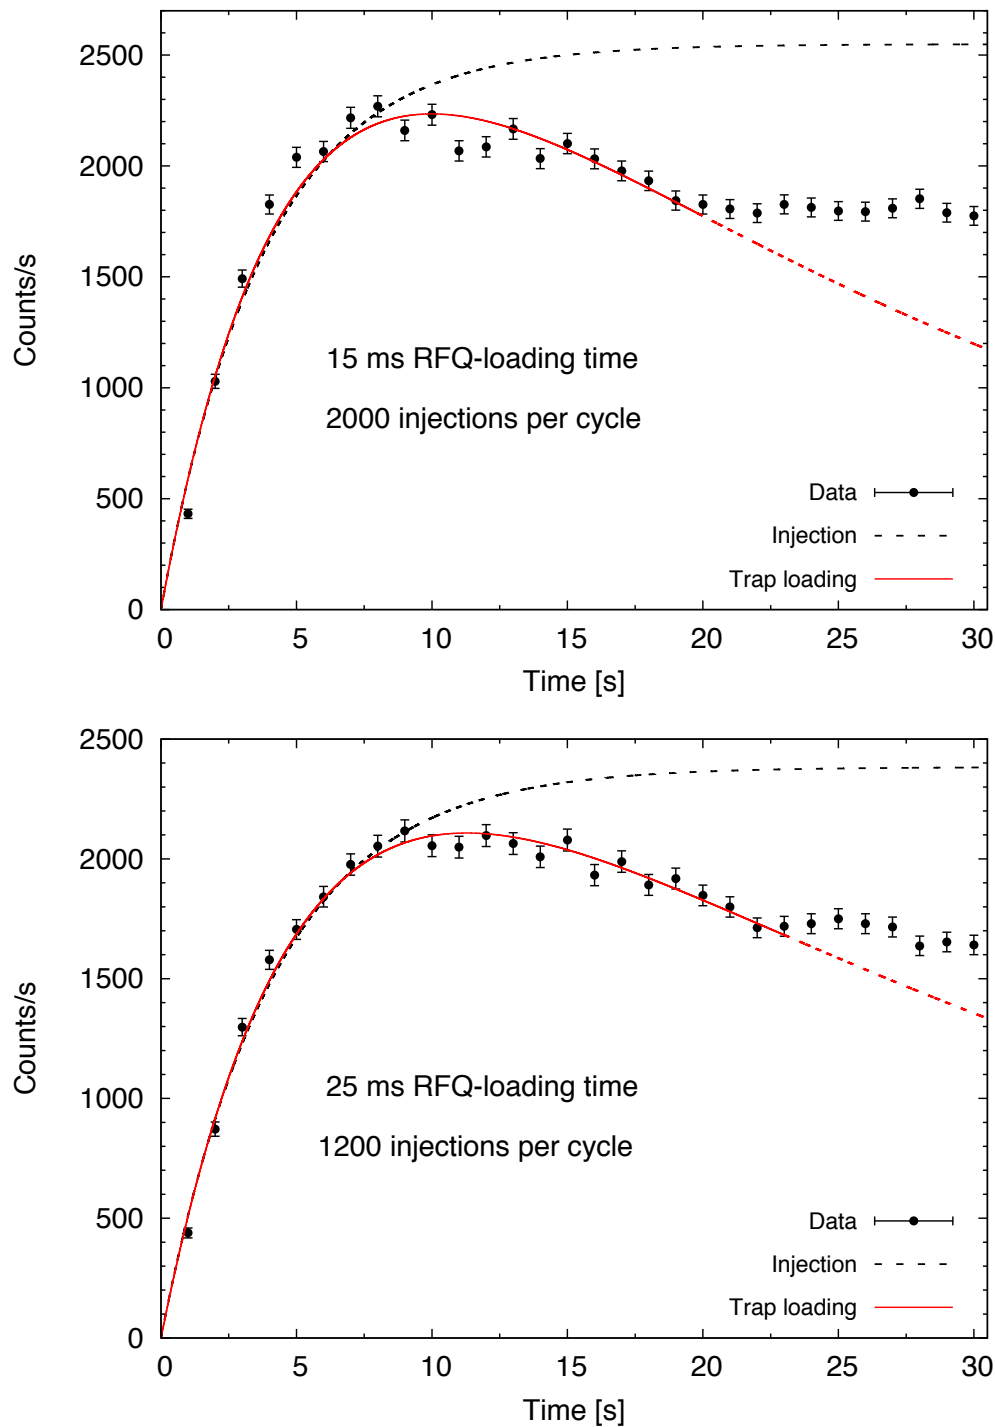 2500
2000
1500
1000
500
0
Counts/s
15 ms RFQ-loading time
2000 injections per cycle
Data
Injection
Trap loading
0 5 10 15 20 25 30
Time [s]
2500
2000
1500
1000
500
0
Counts/s
25 ms RFQ-loading time
1200 injections per cycle
Data
Injection
Trap loading
0 5 10 15 20 25 30
Time [s]